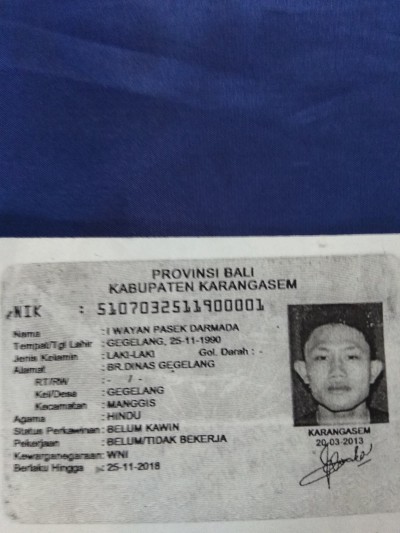 PROVINSI BALI
KABUPATEN KARANGASEM
NIK : 5107032511900001
Nama : I WAYAN PASEK DARMADA
Tempat/Tgl Lahir : GEGELANG, 25-11-1990
Jenis Kelamin : LAKI-LAKI Gol. Darah : -
Alamat : BR.DINAS GEGELANG
RT/RW : - / -
Kel/Desa : GEGELANG
Kecamatan : MANGGIS
Agama : HINDU
Status Perkawinan : BELUM KAWIN
Pekerjaan : BELUM/TIDAK BEKERJA
Kewarganegaraan : WNI
Berlaku Hingga : 25-11-2018
KARANGASEM
20-03-2013